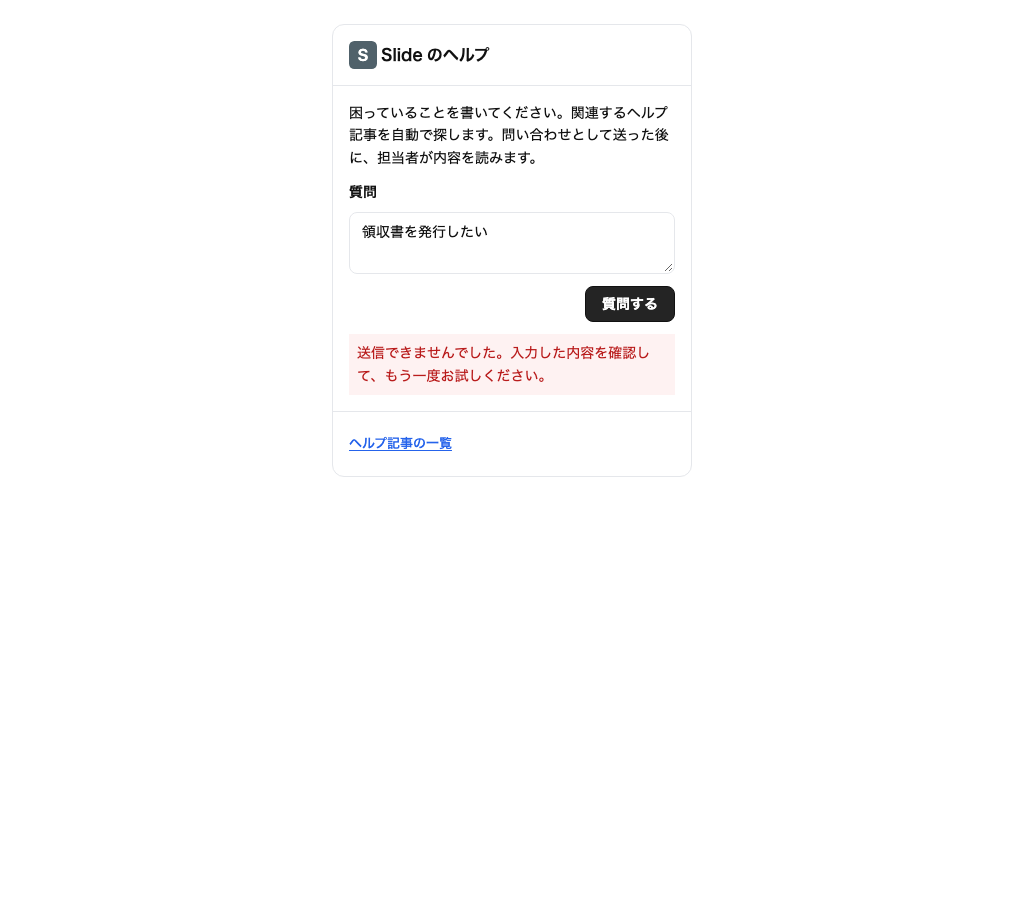 S Slide のヘルプ
困っていることを書いてください。関連するヘルプ
記事を自動で探します。問い合わせとして送った後
に、担当者が内容を読みます。
質問
領収書を発行したい
質問する
送信できませんでした。入力した内容を確認し
て、もう一度お試しください。
ヘルプ記事の一覧